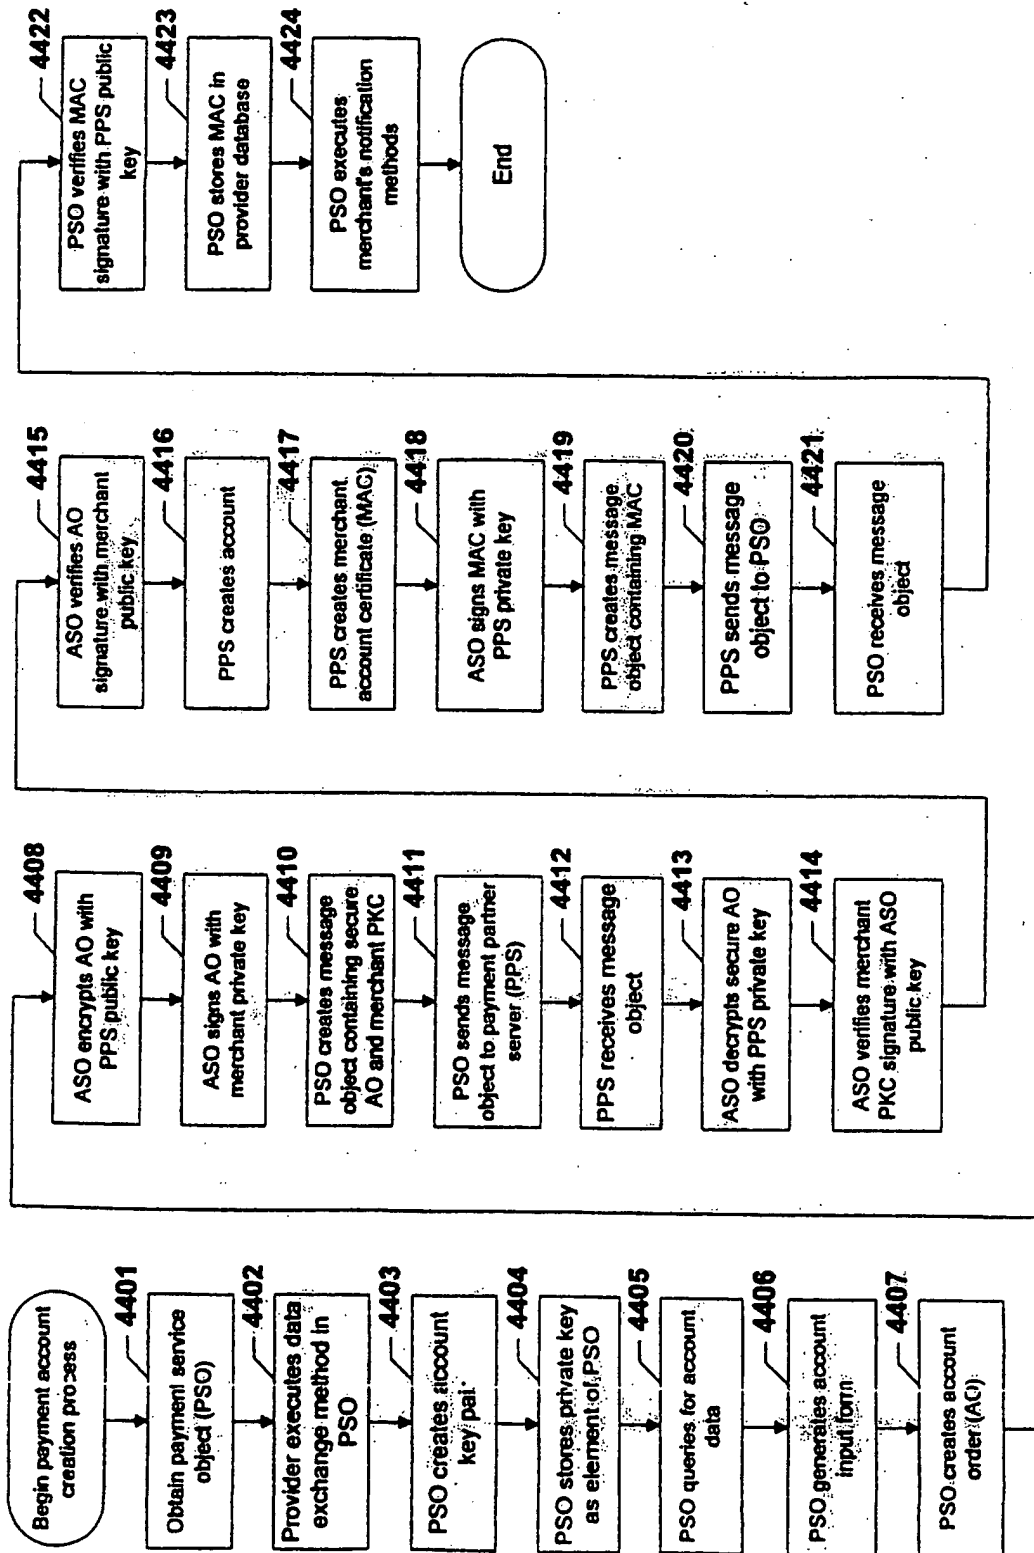 Begin payment account
creation process
4401
Obtain payment service
object (PSO)
4402
Provider executes data
exchange method in
PSO
4403
PSO creates account
key pair
4404
PSO stores private key
as element of PSO
4405
PSO queries for account
data
4406
PSO generates account
input form
4407
PSO creates account
order (AO)
4408
ASO encrypts AO with
PPS public key
4409
ASO signs AO with
merchant private key
4410
PSO creates message
object containing secure
AO and merchant PKC
4411
PSO sends message
object to payment partner
server (PPS)
4412
PPS receives message
object
4413
ASO decrypts secure AO
with PPS private key
4414
ASO verifies merchant
PKC signature with ASO
public key
4415
ASO verifies AO
signature with merchant
public key
4416
PPS creates account
4417
PPS creates merchant
account certificate (MAC)
4418
ASO signs MAC with
PPS private key
4419
PPS creates message
object containing MAC
4420
PPS sends message
object to PSO
4421
PSO receives message
object
4422
PSO verifies MAC
signature with PPS public
key
4423
PSO stores MAC in
provider database
4424
PSO executes
merchant's notification
methods
End